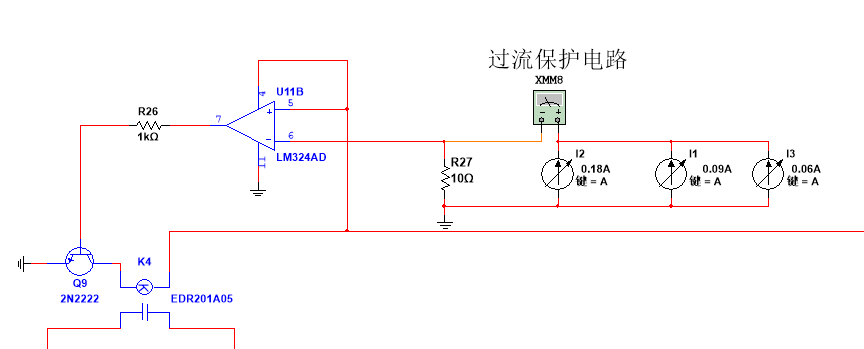 过流保护电路
XMM8
4
U11B
5
R26
7
+
1kΩ
6
-
LM324AD
11
R27
10Ω
I2
0.18A
键 = A
I1
0.09A
键 = A
I3
0.06A
键 = A
K4
Q9
2N2222
EDR201A05